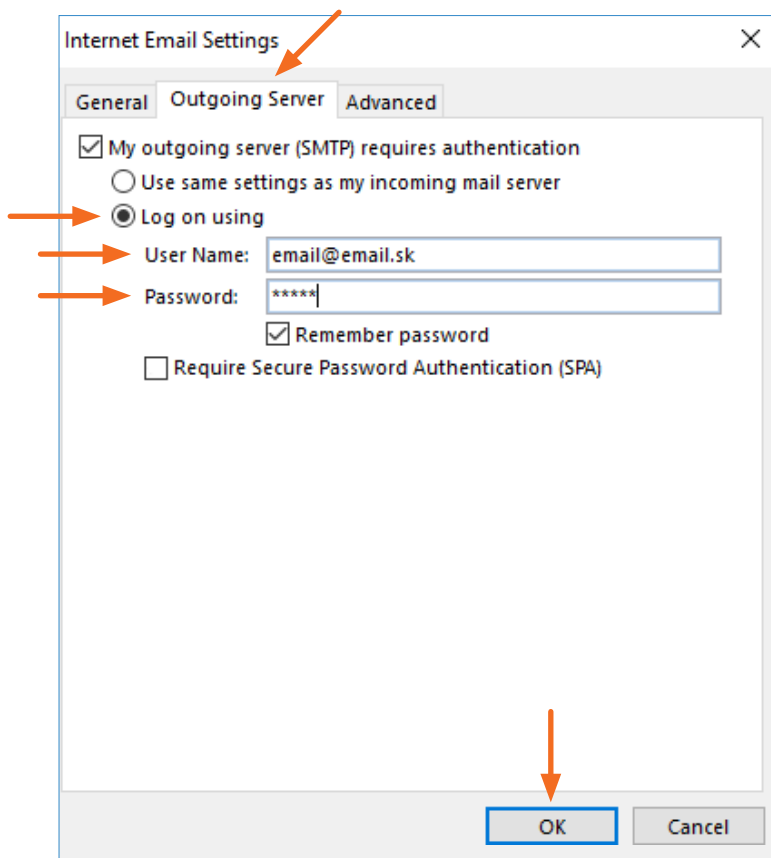 Internet Email Settings
General Outgoing Server Advanced
My outgoing server (SMTP) requires authentication
Use same settings as my incoming mail server
Log on using
User Name: email@email.sk
Password: *****
Remember password
Require Secure Password Authentication (SPA)
OK Cancel